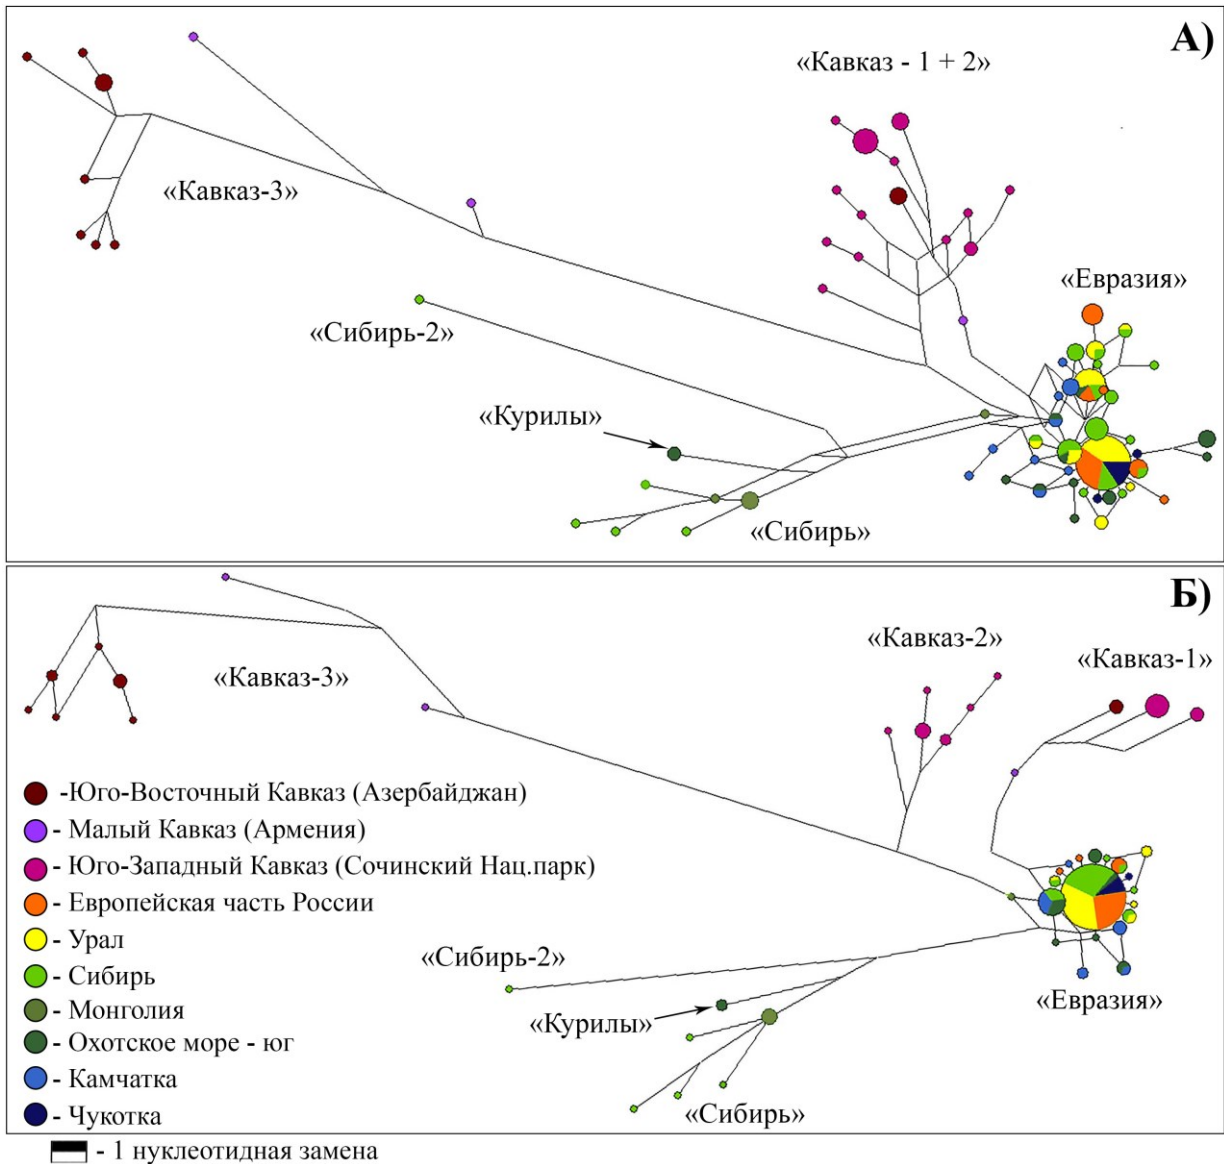 А)
«Кавказ - 1 + 2»
«Кавказ-3»
«Евразия»
«Сибирь-2»
«Курилы»
«Сибирь»
Б)
«Кавказ-2»
«Кавказ-1»
«Кавказ-3»
-Юго-Восточный Кавказ (Азербайджан)
- Малый Кавказ (Армения)
- Юго-Западный Кавказ (Сочинский Нац.парк)
- Европейская часть России
- Урал
- Сибирь
- Монголия
- Охотское море - юг
- Камчатка
- Чукотка
«Сибирь-2»
«Курилы»
«Евразия»
«Сибирь»
- 1 нуклеотидная замена